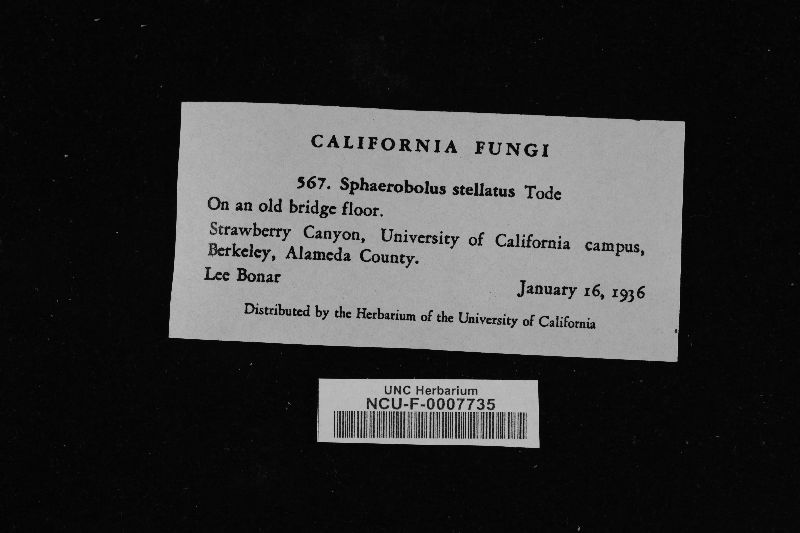 CALIFORNIA FUNGI
567. Sphaerobolus stellatus Tode
On an old bridge floor.
Strawberry Canyon, University of California campus,
Berkeley, Alameda County.
Lee Bonar January 16, 1936
Distributed by the Herbarium of the University of California
UNC Herbarium
NCU-F-0007735